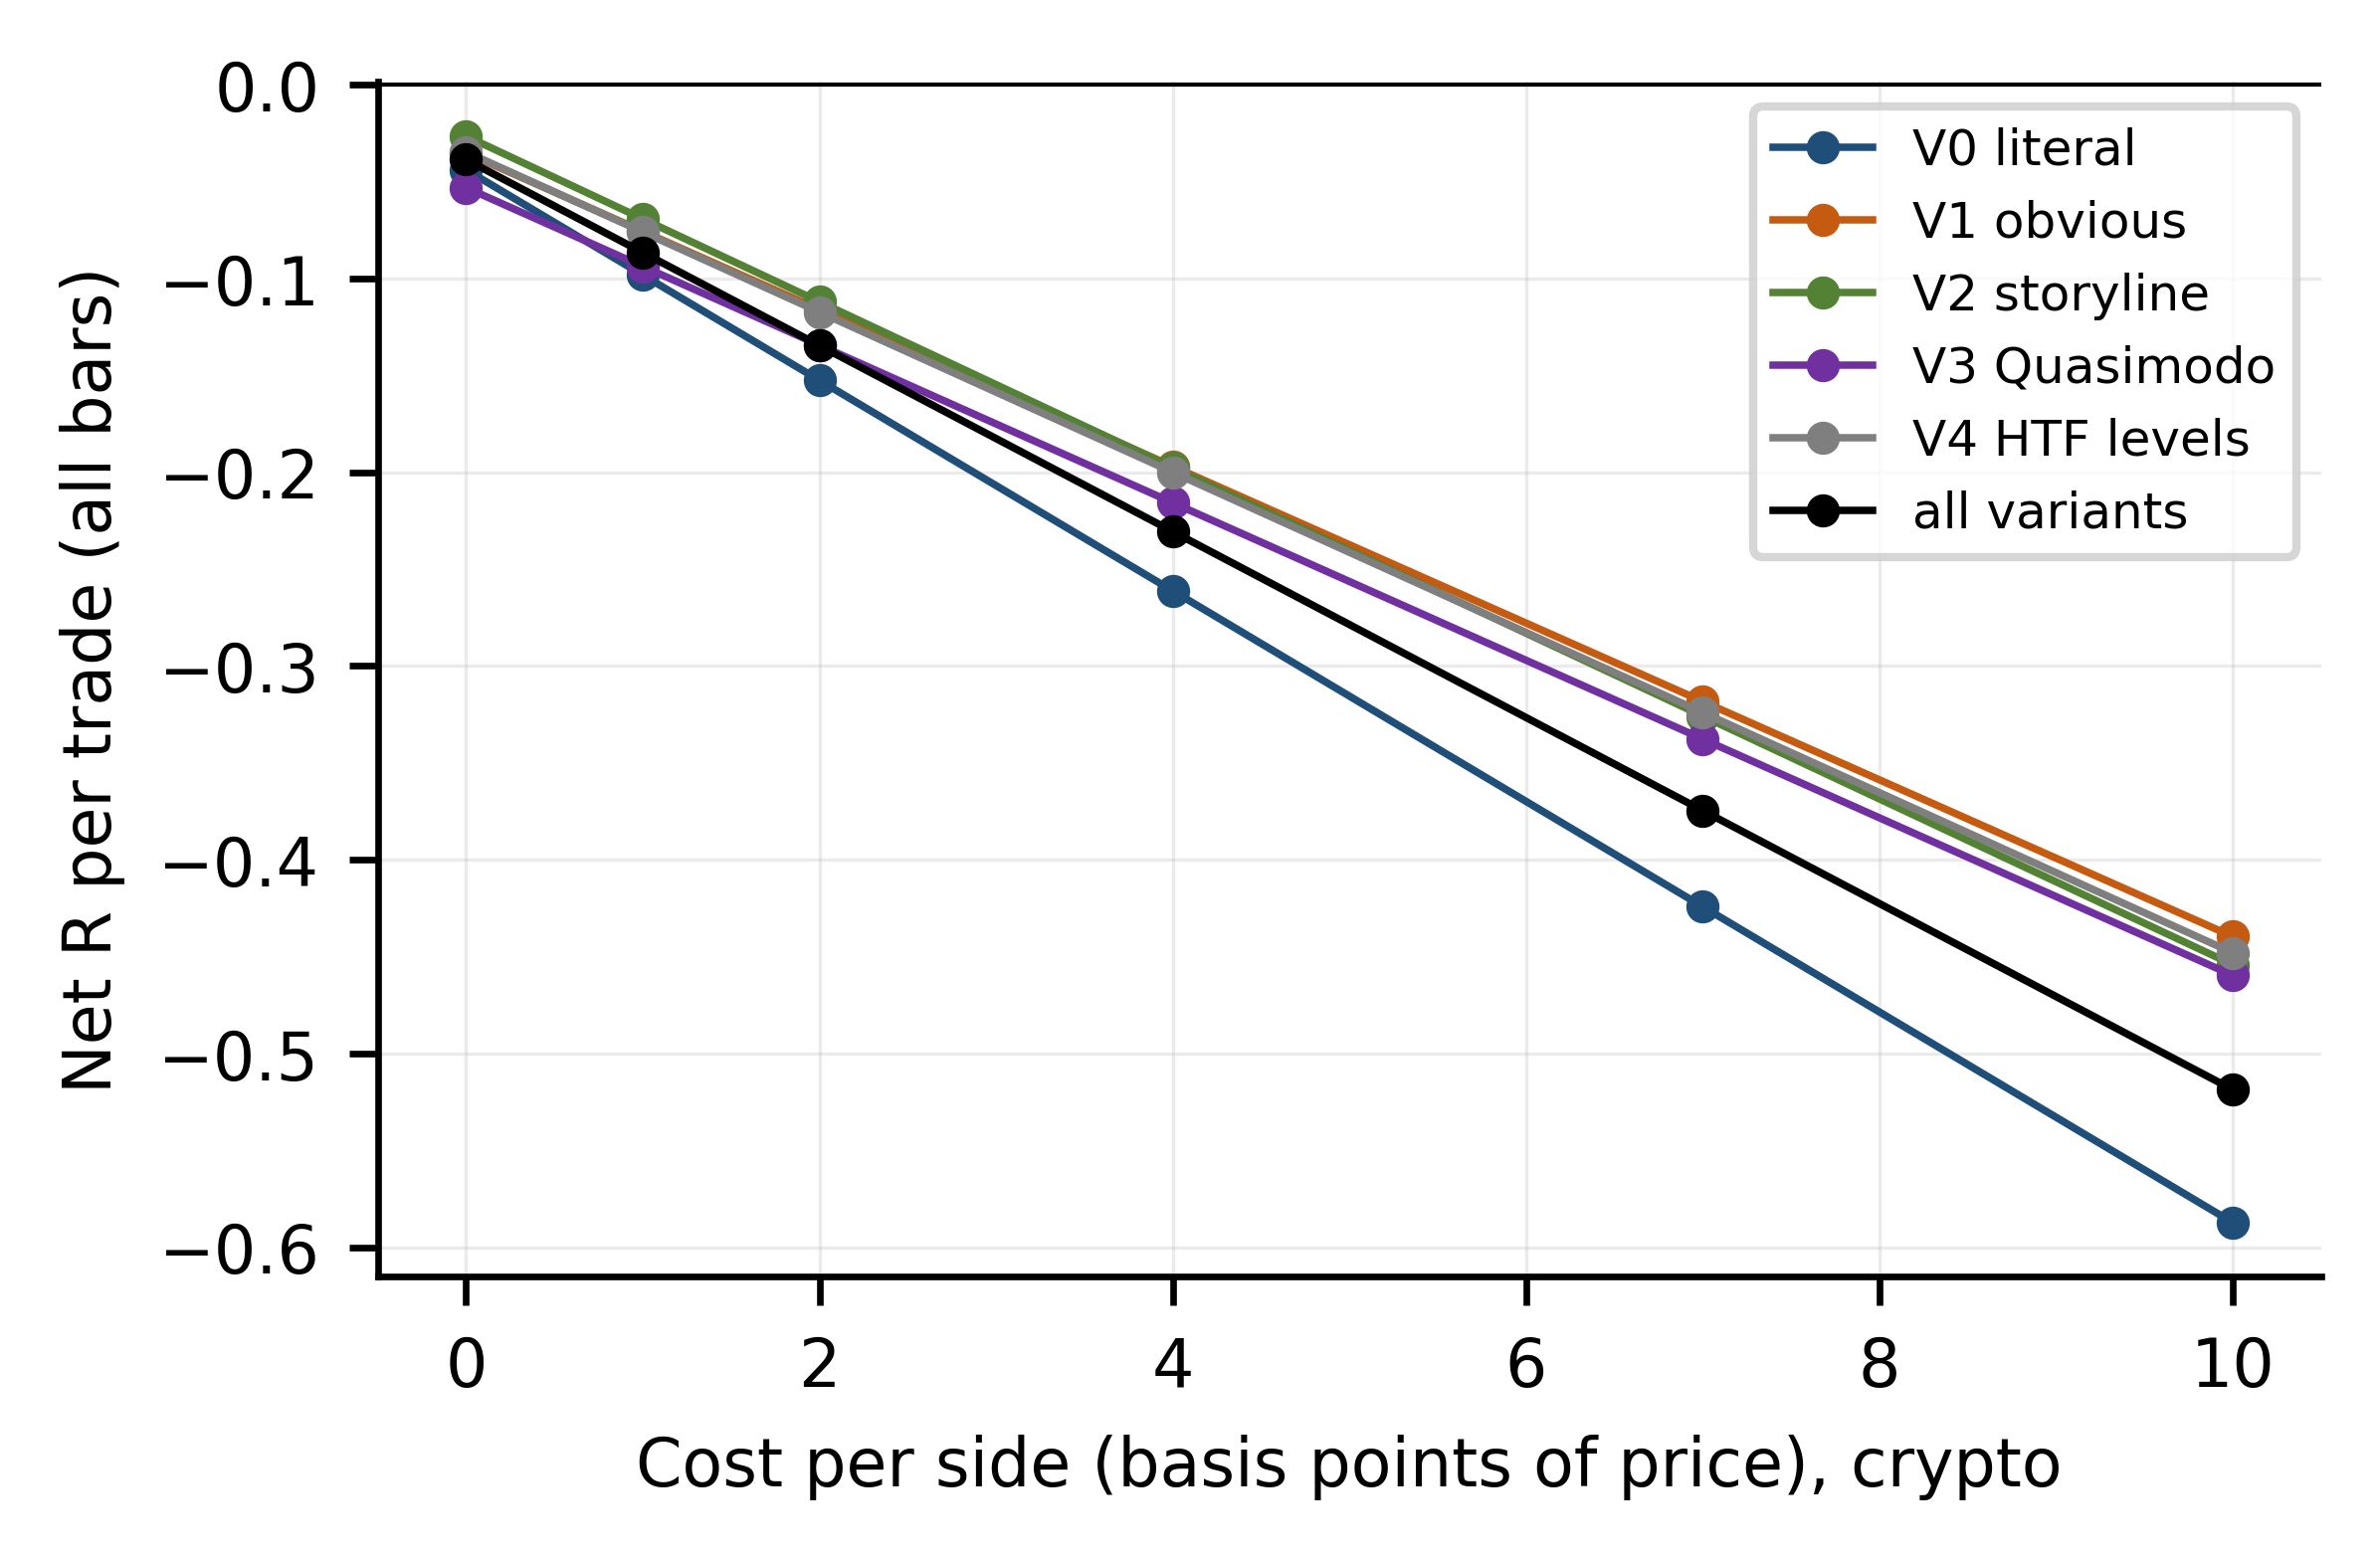 0.0
−0.1
−0.2
−0.3
−0.4
−0.5
−0.6
Net R per trade (all bars)
V0 literal
V1 obvious
V2 storyline
V3 Quasimodo
V4 HTF levels
all variants
0 2 4 6 8 10
Cost per side (basis points of price), crypto